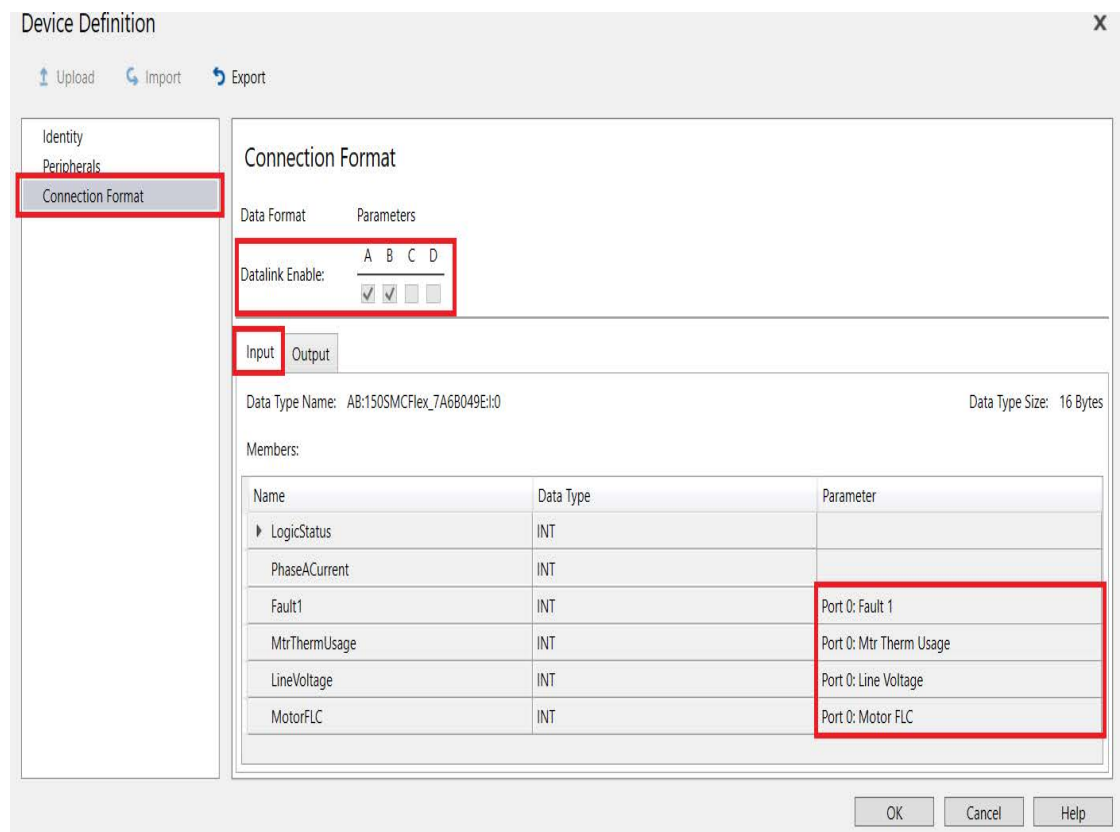 Device Definition
X
Upload Import Export
Identity
Peripherals
Connection Format
Connection Format
Data Format Parameters
A B C D
Datalink Enable:
Input Output
Data Type Name: AB:150SMCFlex_7A6B049E:I:0 Data Type Size: 16 Bytes
Members:
Name Data Type Parameter
LogicStatus INT
PhaseACurrent INT
Fault1 INT Port 0: Fault 1
MtrThermUsage INT Port 0: Mtr Therm Usage
LineVoltage INT Port 0: Line Voltage
MotorFLC INT Port 0: Motor FLC
OK Cancel Help